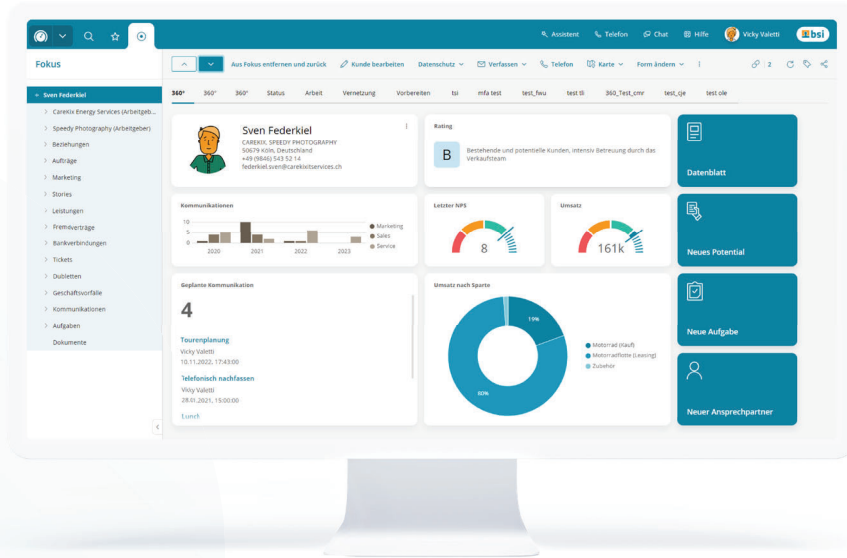 Assistent
Telefon
Chat
Hilfe
Vicky Valetti
bsi
Fokus
Aus Fokus entfernen und zurück
Kunde bearbeiten
Datenschutz
Verfassen
Telefon
Karte
Form ändern
2
Sven Federkiel
CareKix Energy Services (Arbeitgeb...
Speedy Photography (Arbeitgeber)
Beziehungen
Aufträge
Marketing
Stories
Leistungen
Fremdverträge
Bankverbindungen
Tickets
Dubletten
Geschäftsvorfälle
Kommunikationen
Aufgaben
Dokumente
360°
360°
360°
Status
Arbeit
Vernetzung
Vorbereiten
tsi
mfa test
test_fwu
test tli
360_Test_cmr
test_cje
test ole
Sven Federkiel
CAREKIX, SPEEDY PHOTOGRAPHY
50679 Köln, Deutschland
+49 (9846) 543 52 14
federkiel.sven@carekixitservices.ch
Rating
B
Bestehende und potentielle Kunden, intensiv Betreuung durch das
Verkaufsteam
Datenblatt
Kommunikationen
10
5
0
2020
2021
2022
2023
Marketing
Sales
Service
Letzter NPS
8
Umsatz
161k
Neues Potential
Geplante Kommunikation
4
Tourenplanung
Vicky Valetti
10.11.2022, 17:43:00
Telefonisch nachfassen
Vicky Valetti
28.01.2021, 15:00:00
Lunch
Umsatz nach Sparte
19%
80%
Motorrad (Kauf)
Motorradflotte (Leasing)
Zubehör
Neue Aufgabe
Neuer Ansprechpartner